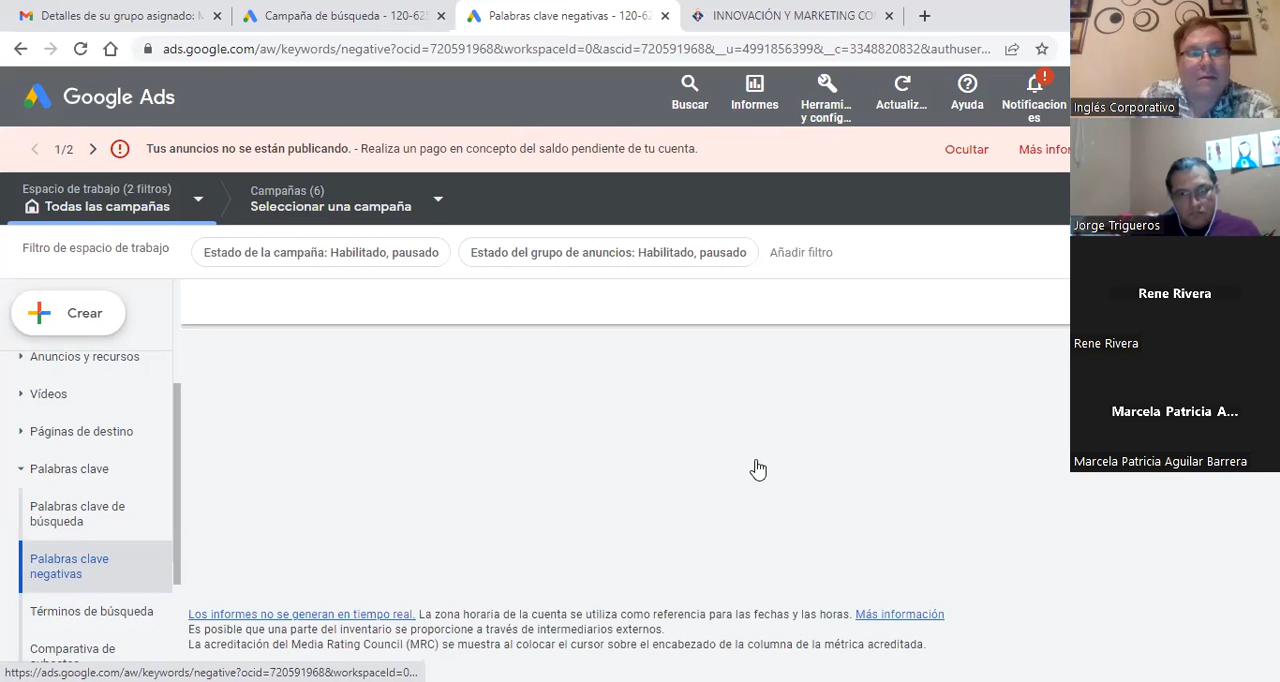 Detalles de su grupo asignado: M
Campaña de búsqueda - 120-625
Palabras clave negativas - 120-62
INNOVACIÓN Y MARKETING CO
ads.google.com/aw/keywords/negative?ocid=720591968&workspaceId=0&ascid=720591968&__u=4991856399&__c=3348820832&authuser...
Google Ads
Buscar
Informes
Herrami...
y config...
Actualiz...
Ayuda
Notificacion
es
1/2
Tus anuncios no se están publicando. - Realiza un pago en concepto del saldo pendiente de tu cuenta.
Ocultar
Más infor
Espacio de trabajo (2 filtros)
Todas las campañas
Campañas (6)
Seleccionar una campaña
Filtro de espacio de trabajo
Estado de la campaña: Habilitado, pausado
Estado del grupo de anuncios: Habilitado, pausado
Añadir filtro
Crear
Anuncios y recursos
Vídeos
Páginas de destino
Palabras clave
Palabras clave de
búsqueda
Palabras clave
negativas
Términos de búsqueda
Comparativa de
Los informes no se generan en tiempo real. La zona horaria de la cuenta se utiliza como referencia para las fechas y las horas. Más información
Es posible que una parte del inventario se proporcione a través de intermediarios externos.
La acreditación del Media Rating Council (MRC) se muestra al colocar el cursor sobre el encabezado de la columna de la métrica acreditada.
https://ads.google.com/aw/keywords/negative?ocid=720591968&workspaceId=0...
Inglés Corporativo
Jorge Trigueros
Rene Rivera
Rene Rivera
Marcela Patricia A...
Marcela Patricia Aguilar Barrera